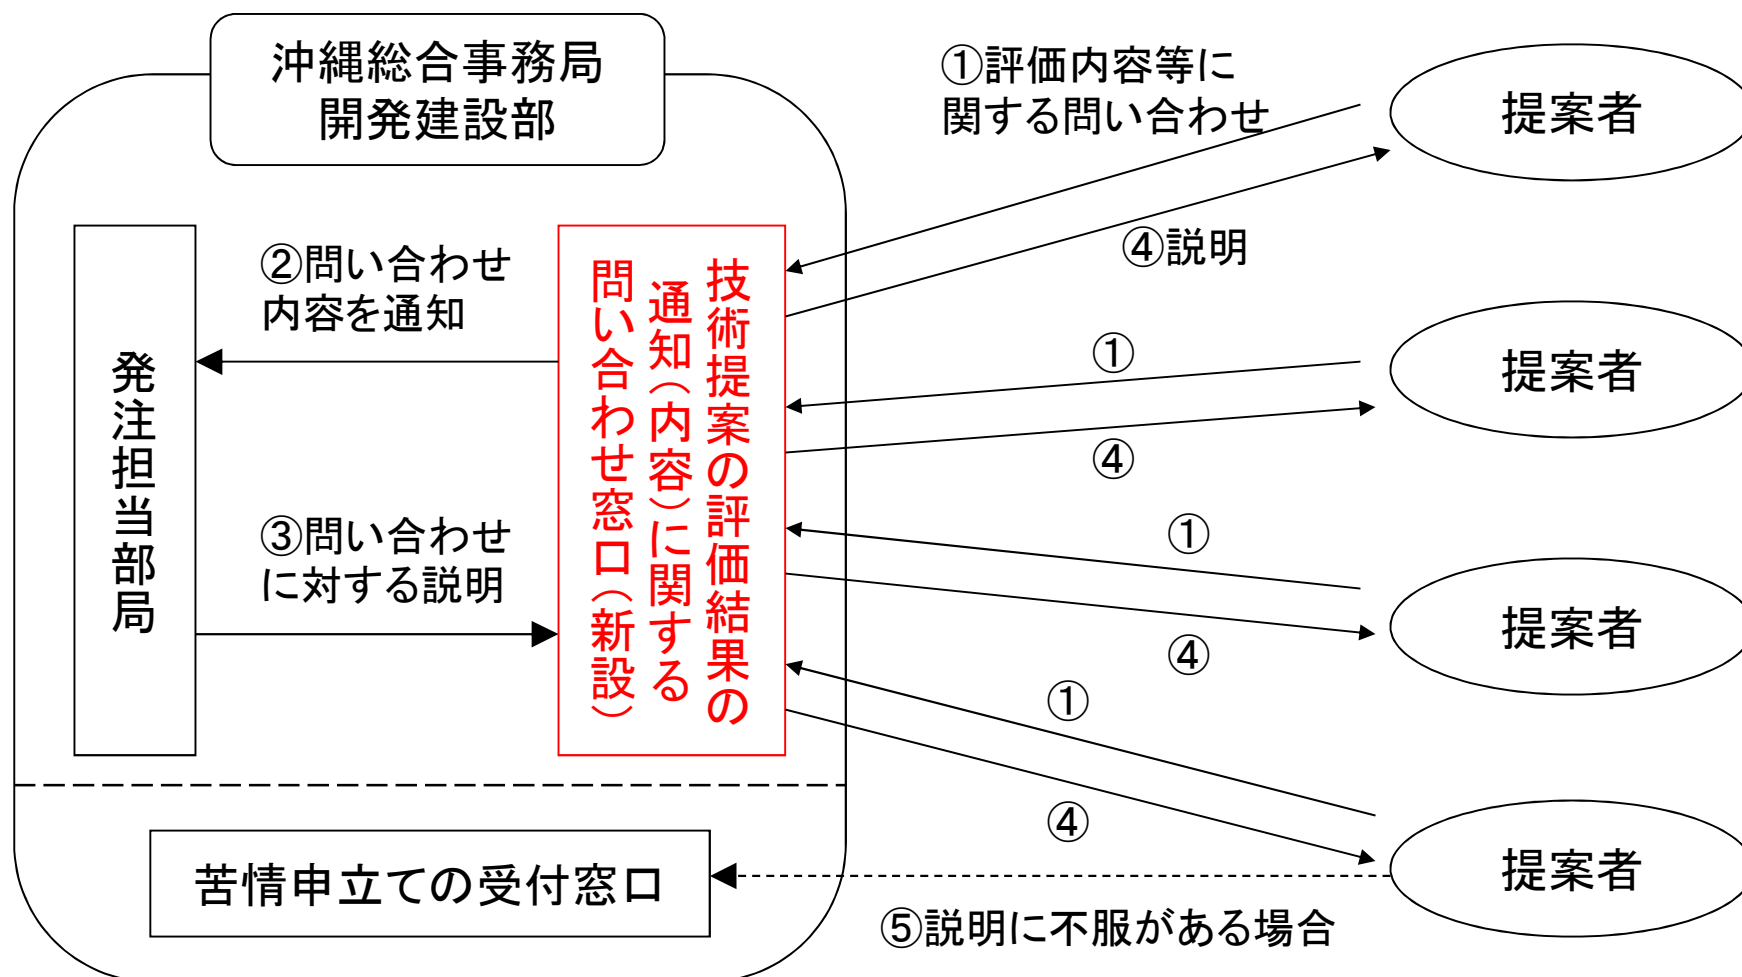 沖縄総合事務局
開発建設部
①評価内容等に
関する問い合わせ
提案者
④説明
②問い合わせ
内容を通知
発注担当部局
技術提案の評価結果の
通知（内容）に関する
問い合わせ窓口（新設）
①
提案者
④
③問い合わせ
に対する説明
①
提案者
④
①
④
提案者
苦情申立ての受付窓口
⑤説明に不服がある場合